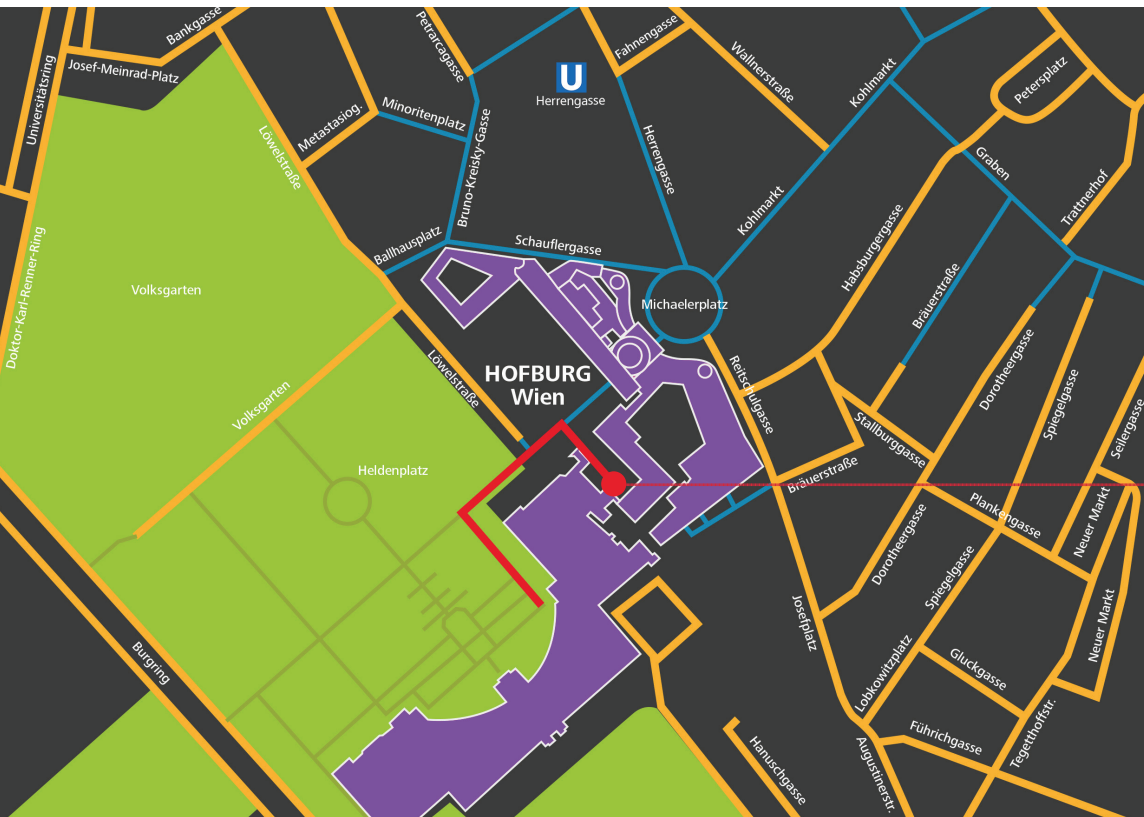 Bankgasse
Petrarcagasse
Fahnengasse
Wallnerstraße
Josef-Meinrad-Platz
Universitätsring
U
Herrengasse
Kohlmarkt
Petersplatz
Metastasiog.
Minoritenplatz
Löwelstraße
Bruno-Kreisky-Gasse
Herrengasse
Graben
Trattnerhof
Kohlmarkt
Habsburgergasse
Ballhausplatz
Schauflergasse
Doktor-Karl-Renner-Ring
Volksgarten
Michaelerplatz
Bräuerstraße
HOFBURG
Wien
Löwelstraße
Reitschulgasse
Dorotheergasse
Spiegelgasse
Seilergasse
Volksgarten
Stallburggasse
Heldenplatz
Bräuerstraße
Plankengasse
Neuer Markt
Dorotheergasse
Spiegelgasse
Josefplatz
Neuer Markt
Burgring
Lobkowitzplatz
Gluckgasse
Tegetthoffstr.
Führichgasse
Hanuschgasse
Augustinerstr.